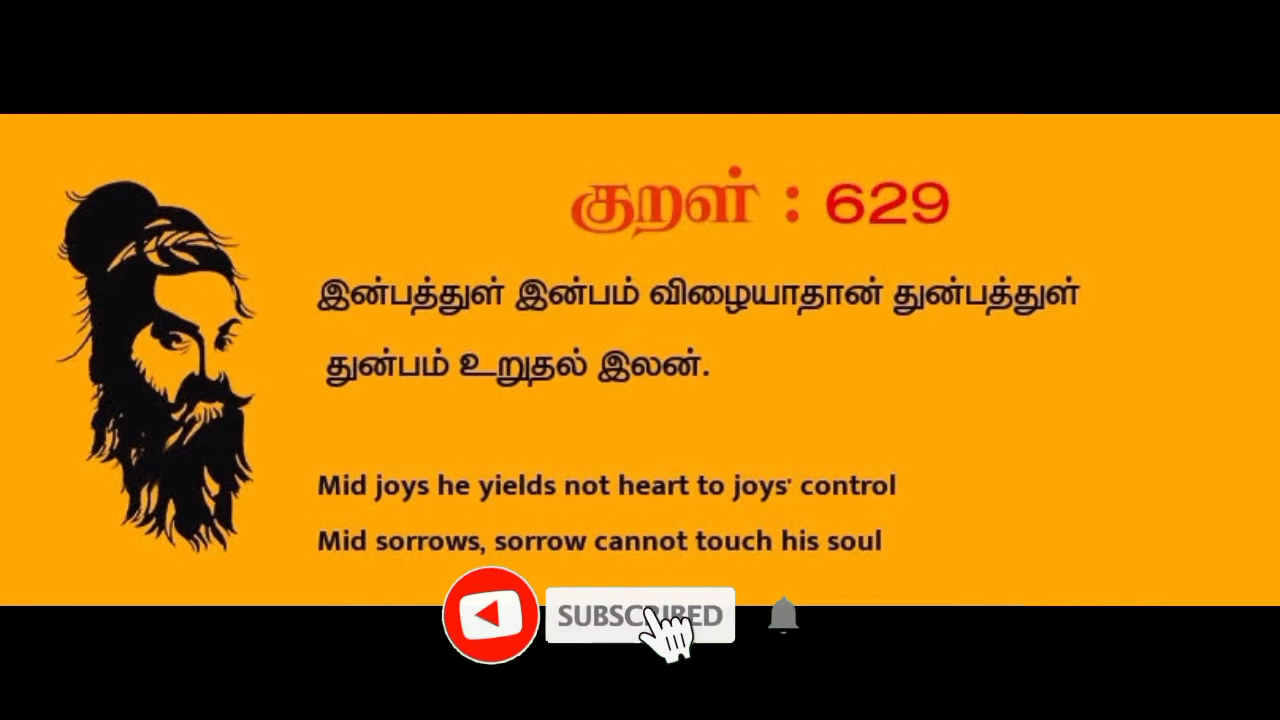 குறள் : 629
இன்பத்துள் இன்பம் விழையாதான் துன்பத்துள்
துன்பம் உறுதல் இலன்.
Mid joys he yields not heart to joys' control
Mid sorrows, sorrow cannot touch his soul
SUBSCRIBED